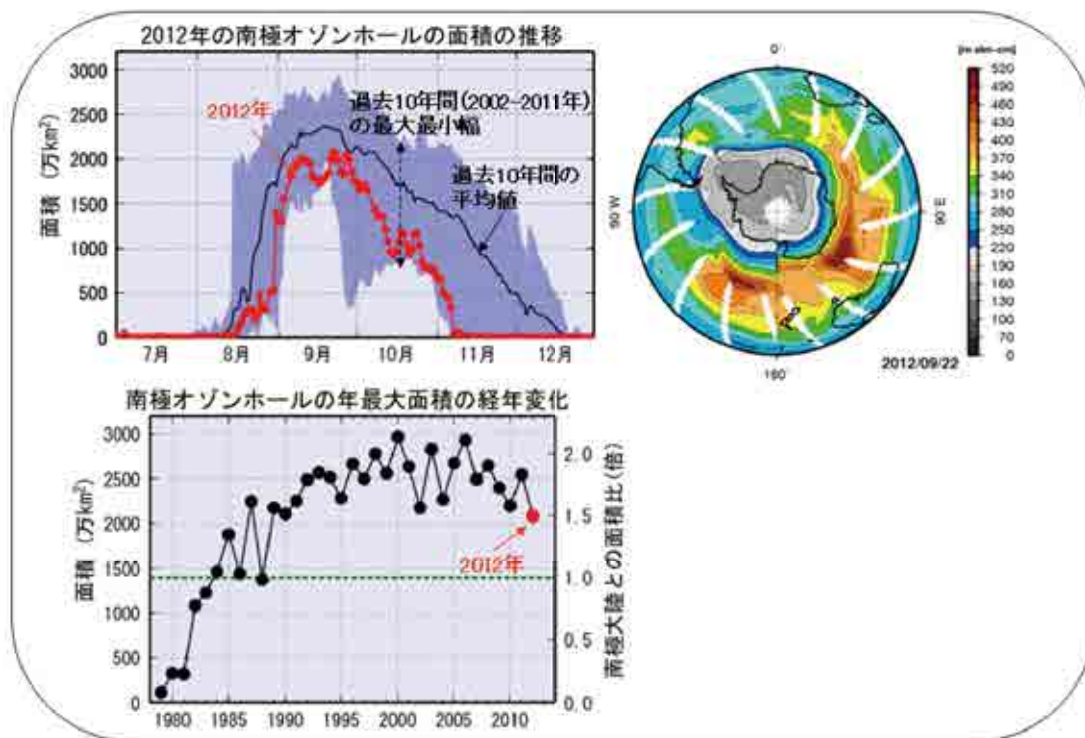 2012年の南極オゾンホールの面積の推移
面積 (万km²)
3000
2500
2000
1500
1000
500
0
2012年
過去10年間(2002-2011年)
の最大最小幅
過去10年間の
平均値
7月 8月 9月 10月 11月 12月
0
90 W
90 E
180
2012/09/22
[m atm-cm]
520
460
430
400
370
340
310
280
250
220
190
160
130
100
70
0
南極オゾンホールの年最大面積の経年変化
面積 (万km²)
3000
2500
2000
1500
1000
500
0
2012年
2.0
1.5
1.0
0.5
0.0
南極大陸との面積比(倍)
1980 1985 1990 1995 2000 2005 2010